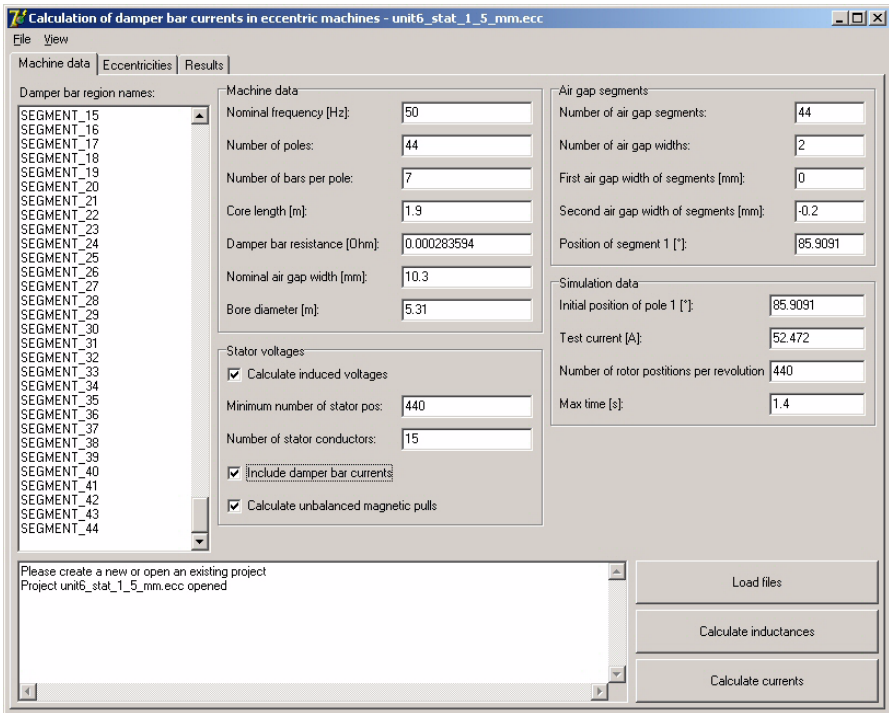 Calculation of damper bar currents in eccentric machines - unit6_stat_1_5_mm.ecc
File View
Machine data Eccentricities Results
Damper bar region names:
SEGMENT_15
SEGMENT_16
SEGMENT_17
SEGMENT_18
SEGMENT_19
SEGMENT_20
SEGMENT_21
SEGMENT_22
SEGMENT_23
SEGMENT_24
SEGMENT_25
SEGMENT_26
SEGMENT_27
SEGMENT_28
SEGMENT_29
SEGMENT_30
SEGMENT_31
SEGMENT_32
SEGMENT_33
SEGMENT_34
SEGMENT_35
SEGMENT_36
SEGMENT_37
SEGMENT_38
SEGMENT_39
SEGMENT_40
SEGMENT_41
SEGMENT_42
SEGMENT_43
SEGMENT_44
Machine data
Nominal frequency [Hz]: 50
Number of poles: 44
Number of bars per pole: 7
Core length [m]: 1.9
Damper bar resistance [Ohm]: 0.000283594
Nominal air gap width [mm]: 10.3
Bore diameter [m]: 5.31
Stator voltages
Calculate induced voltages
Minimum number of stator pos: 440
Number of stator conductors: 15
Include damper bar currents
Calculate unbalanced magnetic pulls
Air gap segments
Number of air gap segments: 44
Number of air gap widths: 2
First air gap width of segments [mm]: 0
Second air gap width of segments [mm]: -0.2
Position of segment 1 [°]: 85.9091
Simulation data
Initial position of pole 1 [°]: 85.9091
Test current [A]: 52.472
Number of rotor postitions per revolution 440
Max time [s]: 1.4
Please create a new or open an existing project
Project unit6_stat_1_5_mm.ecc opened
Load files
Calculate inductances
Calculate currents